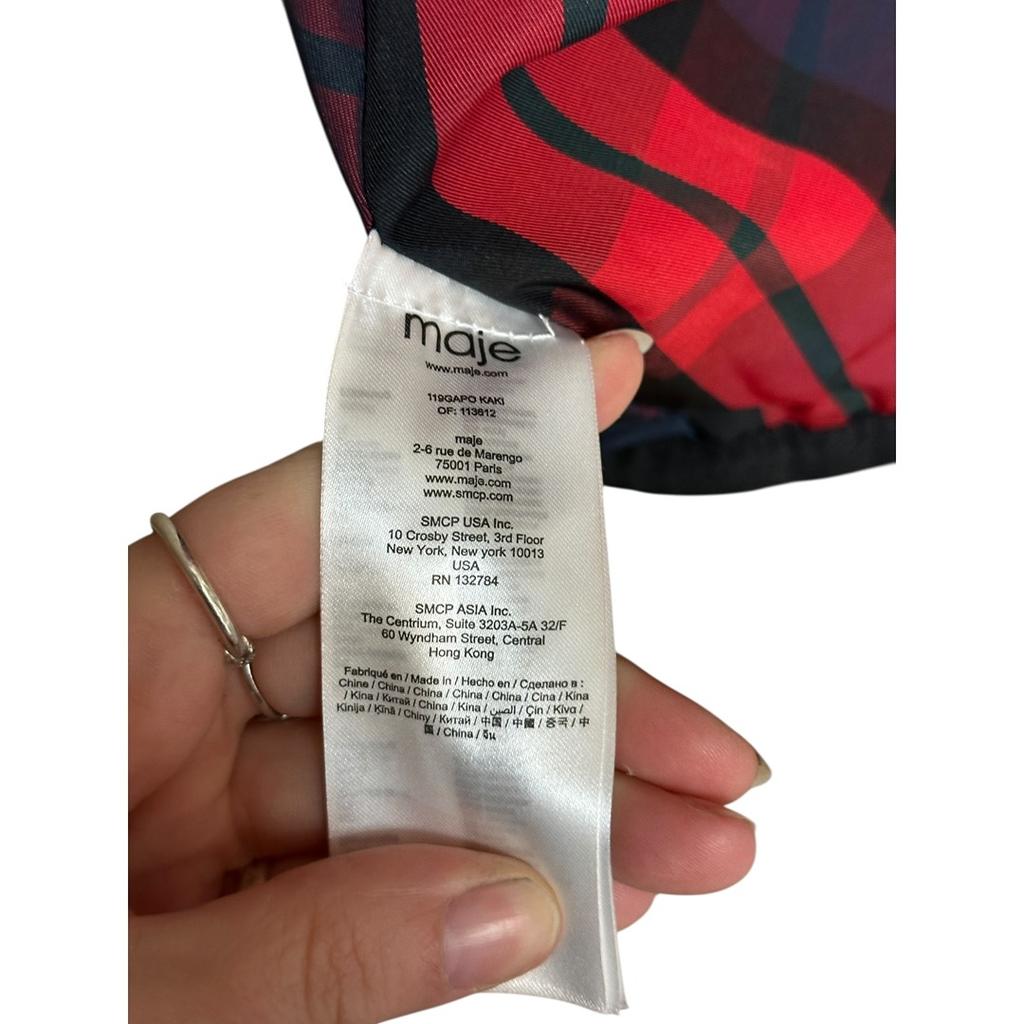 maje
www.maje.com
119GAPO KAKI
OF: 113612
maje
2-6 rue de Marengo
75001 Paris
www.maje.com
www.smcp.com
SMCP USA Inc.
10 Crosby Street, 3rd Floor
New York, New york 10013
USA
RN 132784
SMCP ASIA Inc.
The Centrium, Suite 3203A-5A 32/F
60 Wyndham Street, Central
Hong Kong
Fabriqué en / Made in / Hecho en / Сделано в :
Chine / China / China / China / China / Cina / Kina
/ Kina / Китай / China / Kina / الصين / Çin / Κίνα /
Kinija / Ķīnā / Chiny / Китай / 中国 / 中國 / 중국 / 中
国 / China / จีน